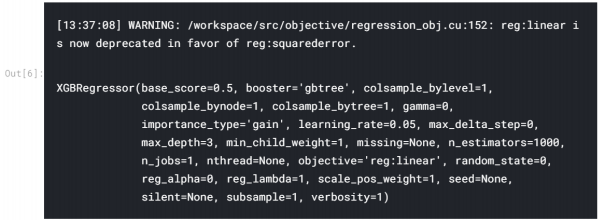 [13:37:08] WARNING: /workspace/src/objective/regression_obj.cu:152: reg:linear i
s now deprecated in favor of reg:squarederror.
Out[6]:
XGBRegressor(base_score=0.5, booster='gbtree', colsample_bylevel=1,
colsample_bynode=1, colsample_bytree=1, gamma=0,
importance_type='gain', learning_rate=0.05, max_delta_step=0,
max_depth=3, min_child_weight=1, missing=None, n_estimators=1000,
n_jobs=1, nthread=None, objective='reg:linear', random_state=0,
reg_alpha=0, reg_lambda=1, scale_pos_weight=1, seed=None,
silent=None, subsample=1, verbosity=1)